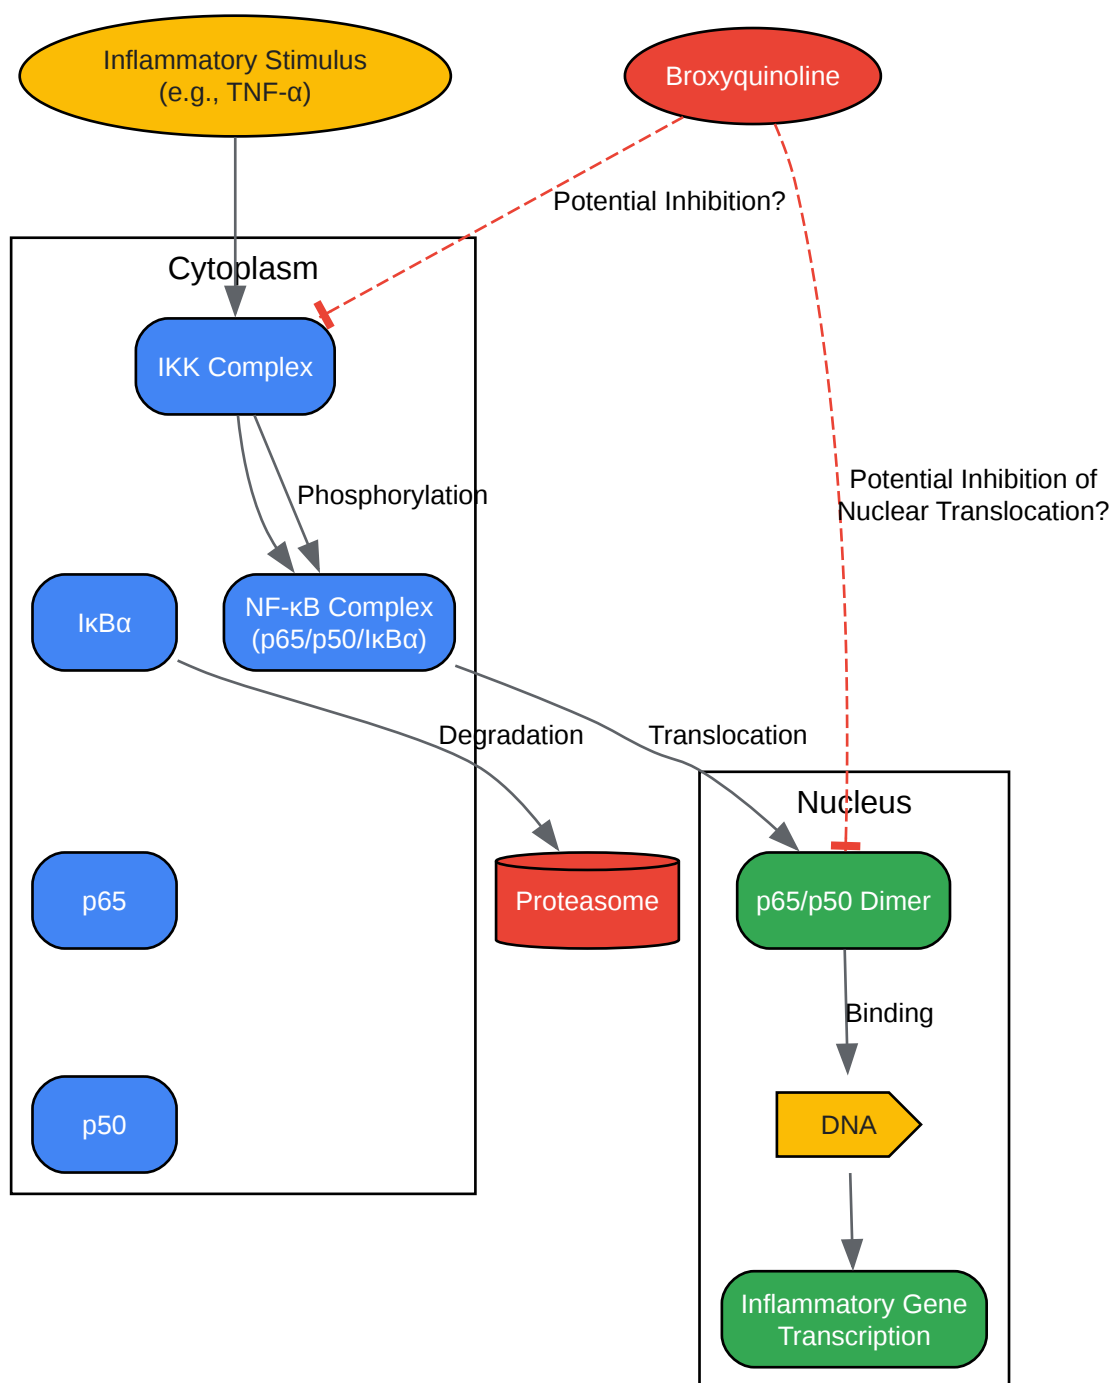 Inflammatory Stimulus
(e.g., TNF-α)
Broxyquinoline
Potential Inhibition?
Cytoplasm
IKK Complex
Phosphorylation
Potential Inhibition of
Nuclear Translocation?
IκBα
NF-κB Complex
(p65/p50/IκBα)
Degradation
Translocation
Nucleus
p65
Proteasome
p65/p50 Dimer
Binding
p50
DNA
Inflammatory Gene
Transcription